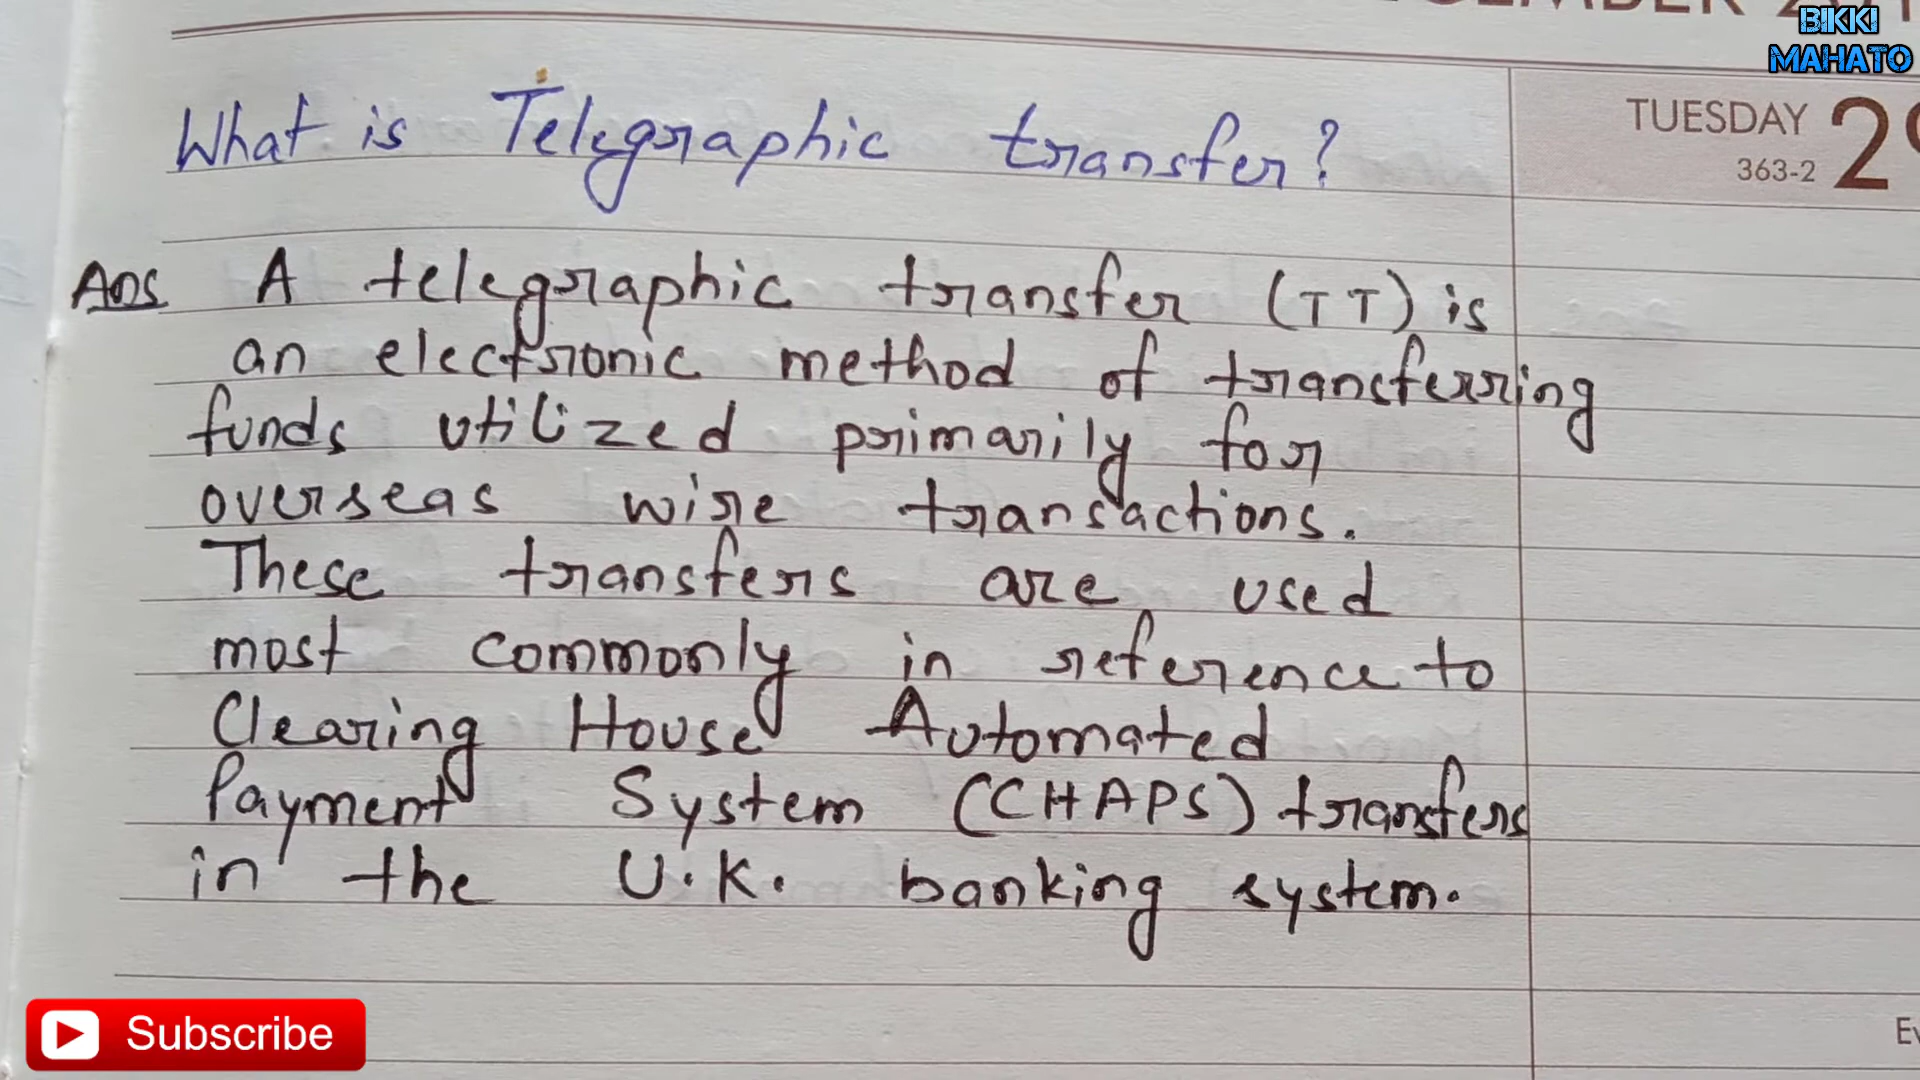 BIKKI
MAHATO
TUESDAY
363-2
What is Telegraphic transfer?
Ans A telegraphic transfer (TT) is
an electronic method of transferring
funds utilized primarily for
overseas wire transactions.
These transfers are used
most commonly in reference to
Clearing House Automated
Payment System (CHAPS) transfers
in the U.K. banking system.
Subscribe